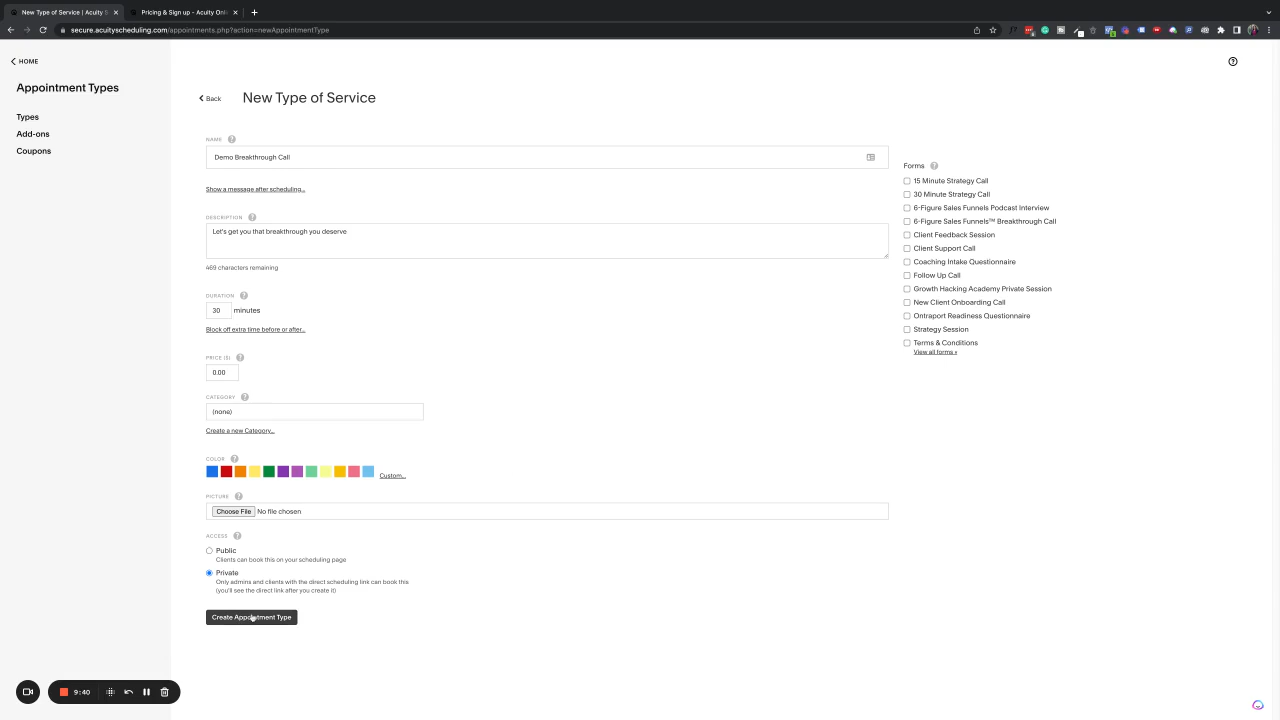 New Type of Service | Acuity S
Pricing & Sign up - Acuity Onli
secure.acuityscheduling.com/appointments.php?action=newAppointmentType
HOME
Appointment Types
Types
Add-ons
Coupons
Back
New Type of Service
NAME
Demo Breakthrough Call
Show a message after scheduling...
DESCRIPTION
Let's get you that breakthrough you deserve
469 characters remaining
DURATION
30 minutes
Block off extra time before or after...
PRICE ($)
0.00
CATEGORY
(none)
Create a new Category...
COLOR
Custom...
PICTURE
Choose File No file chosen
ACCESS
Public
Clients can book this on your scheduling page
Private
Only admins and clients with the direct scheduling link can book this
(you'll see the direct link after you create it)
Create Appointment Type
Forms
15 Minute Strategy Call
30 Minute Strategy Call
6-Figure Sales Funnels Podcast Interview
6-Figure Sales Funnels™ Breakthrough Call
Client Feedback Session
Client Support Call
Coaching Intake Questionnaire
Follow Up Call
Growth Hacking Academy Private Session
New Client Onboarding Call
Ontraport Readiness Questionnaire
Strategy Session
Terms & Conditions
View all forms »
9:40